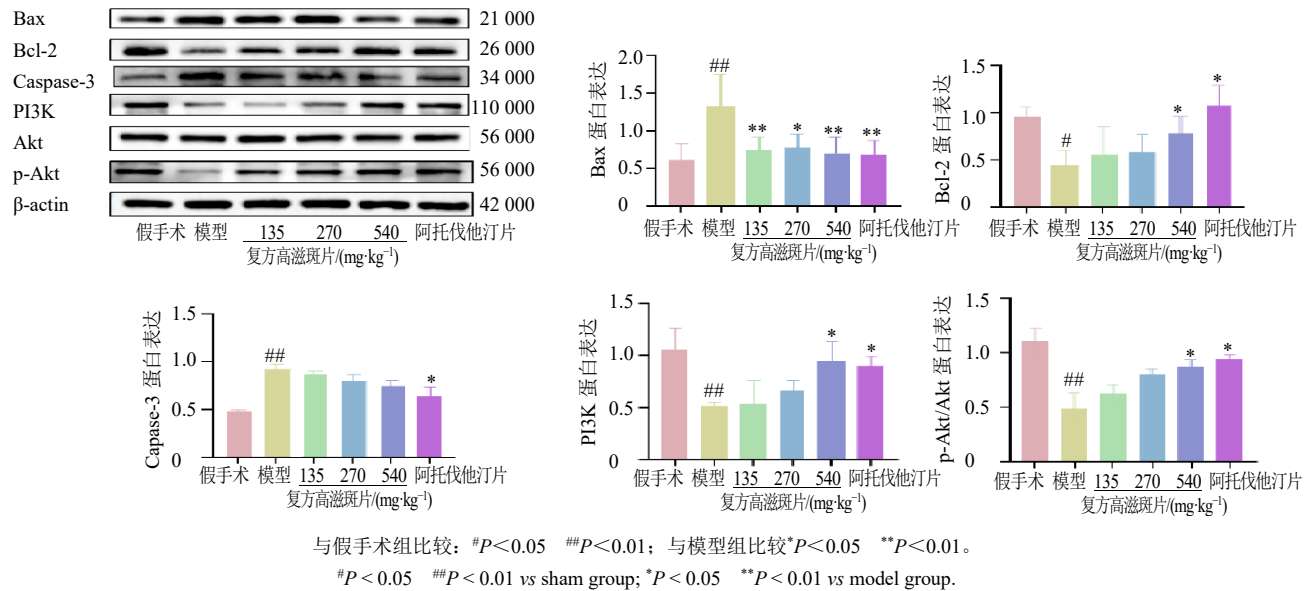 Bax 21 000
Bcl-2 26 000
Caspase-3 34 000
PI3K 110 000
Akt 56 000
p-Akt 56 000
β-actin 42 000
假手术 模型 135 270 540 阿托伐他汀片
复方高滋斑片/(mg·kg⁻¹)
Bax 蛋白表达
2.0
1.5
1.0
0.5
0
## ** * ** **
假手术 模型 135 270 540 阿托伐他汀片
复方高滋斑片/(mg·kg⁻¹)
Bcl-2 蛋白表达
1.5
1.0
0.5
0
# * *
假手术 模型 135 270 540 阿托伐他汀片
复方高滋斑片/(mg·kg⁻¹)
Capase-3 蛋白表达
1.5
1.0
0.5
0
## *
假手术 模型 135 270 540 阿托伐他汀片
复方高滋斑片/(mg·kg⁻¹)
PI3K 蛋白表达
1.5
1.0
0.5
0
## * *
假手术 模型 135 270 540 阿托伐他汀片
复方高滋斑片/(mg·kg⁻¹)
p-Akt/Akt 蛋白表达
1.5
1.0
0.5
0
## * *
假手术 模型 135 270 540 阿托伐他汀片
复方高滋斑片/(mg·kg⁻¹)
与假手术组比较：#P＜0.05 ##P＜0.01；与模型组比较*P＜0.05 **P＜0.01。
#P < 0.05 ##P < 0.01 vs sham group; *P < 0.05 **P < 0.01 vs model group.